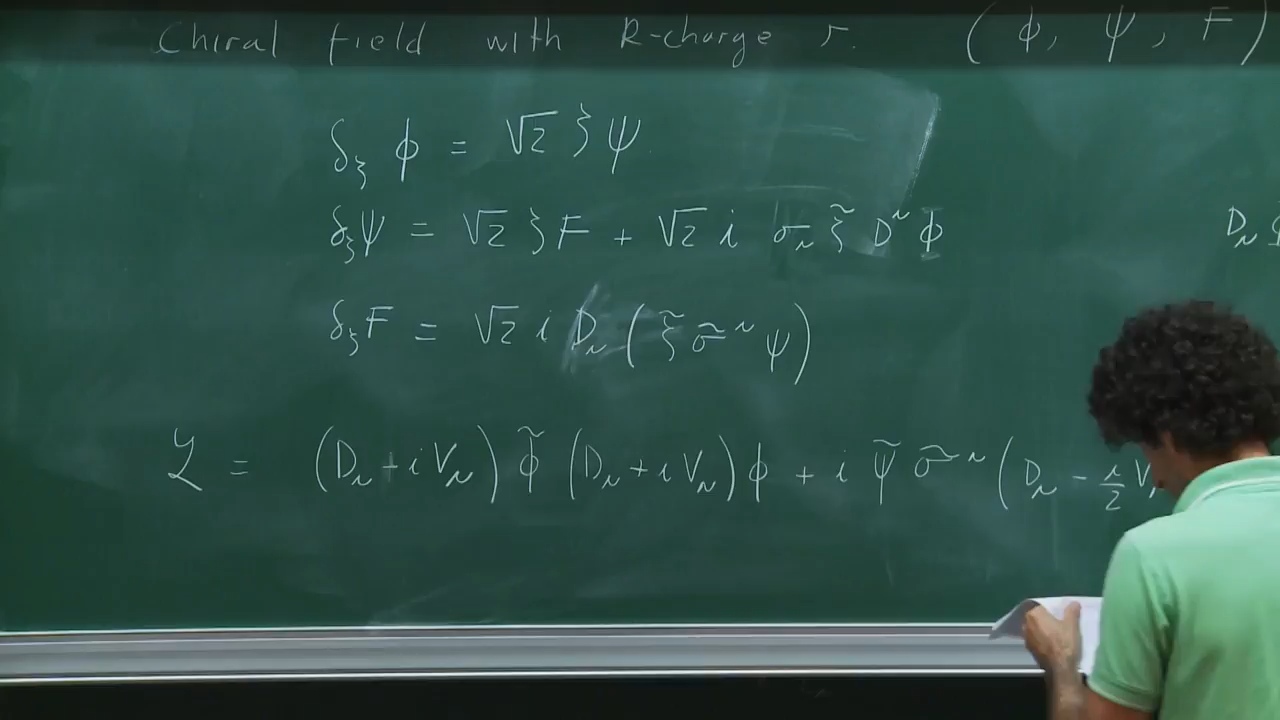 Chiral field with R-charge r. (ϕ, ψ, F)
δ_ξ ϕ = √2 ξ ψ
δ_ξ ψ = √2 ξ F + √2 i σ_μ ξ̃ D^μ ϕ D_μ
δ_ξ F = √2 i D_μ (ξ̃ σ̃^μ ψ)
ℒ = (D_μ + i V_μ) ϕ̃ (D_μ + i V_μ) ϕ + i ψ̃ σ̃^μ (D_μ - i/2 V